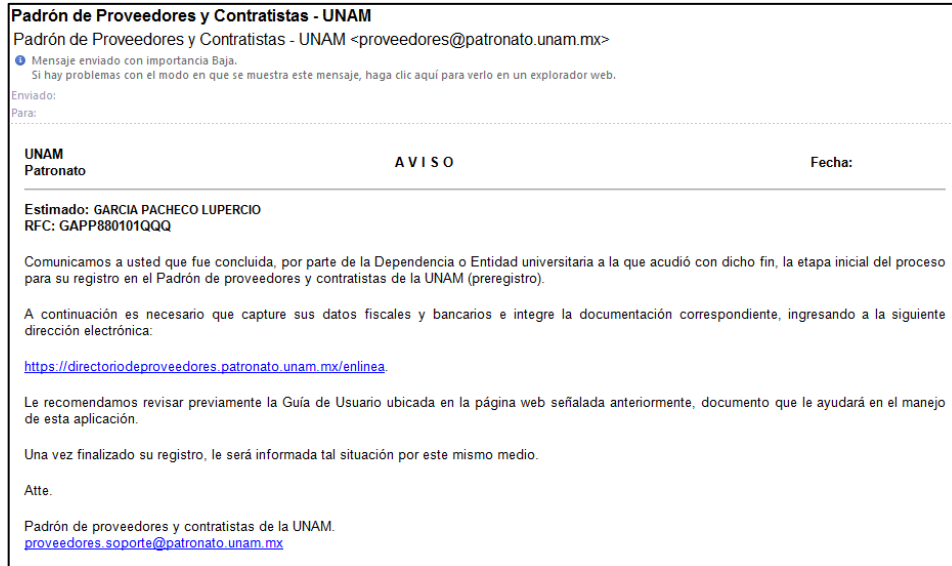 Padrón de Proveedores y Contratistas - UNAM
Padrón de Proveedores y Contratistas - UNAM <proveedores@patronato.unam.mx>
Mensaje enviado con importancia Baja.
Si hay problemas con el modo en que se muestra este mensaje, haga clic aquí para verlo en un explorador web.
Enviado:
Para:
UNAM
Patronato
A V I S O
Fecha:
Estimado: GARCIA PACHECO LUPERCIO
RFC: GAPP880101QQQ
Comunicamos a usted que fue concluida, por parte de la Dependencia o Entidad universitaria a la que acudió con dicho fin, la etapa inicial del proceso
para su registro en el Padrón de proveedores y contratistas de la UNAM (preregistro).
A continuación es necesario que capture sus datos fiscales y bancarios e integre la documentación correspondiente, ingresando a la siguiente
dirección electrónica:
https://directoriodeproveedores.patronato.unam.mx/enlinea.
Le recomendamos revisar previamente la Guía de Usuario ubicada en la página web señalada anteriormente, documento que le ayudará en el manejo
de esta aplicación.
Una vez finalizado su registro, le será informada tal situación por este mismo medio.
Atte.
Padrón de proveedores y contratistas de la UNAM.
proveedores.soporte@patronato.unam.mx